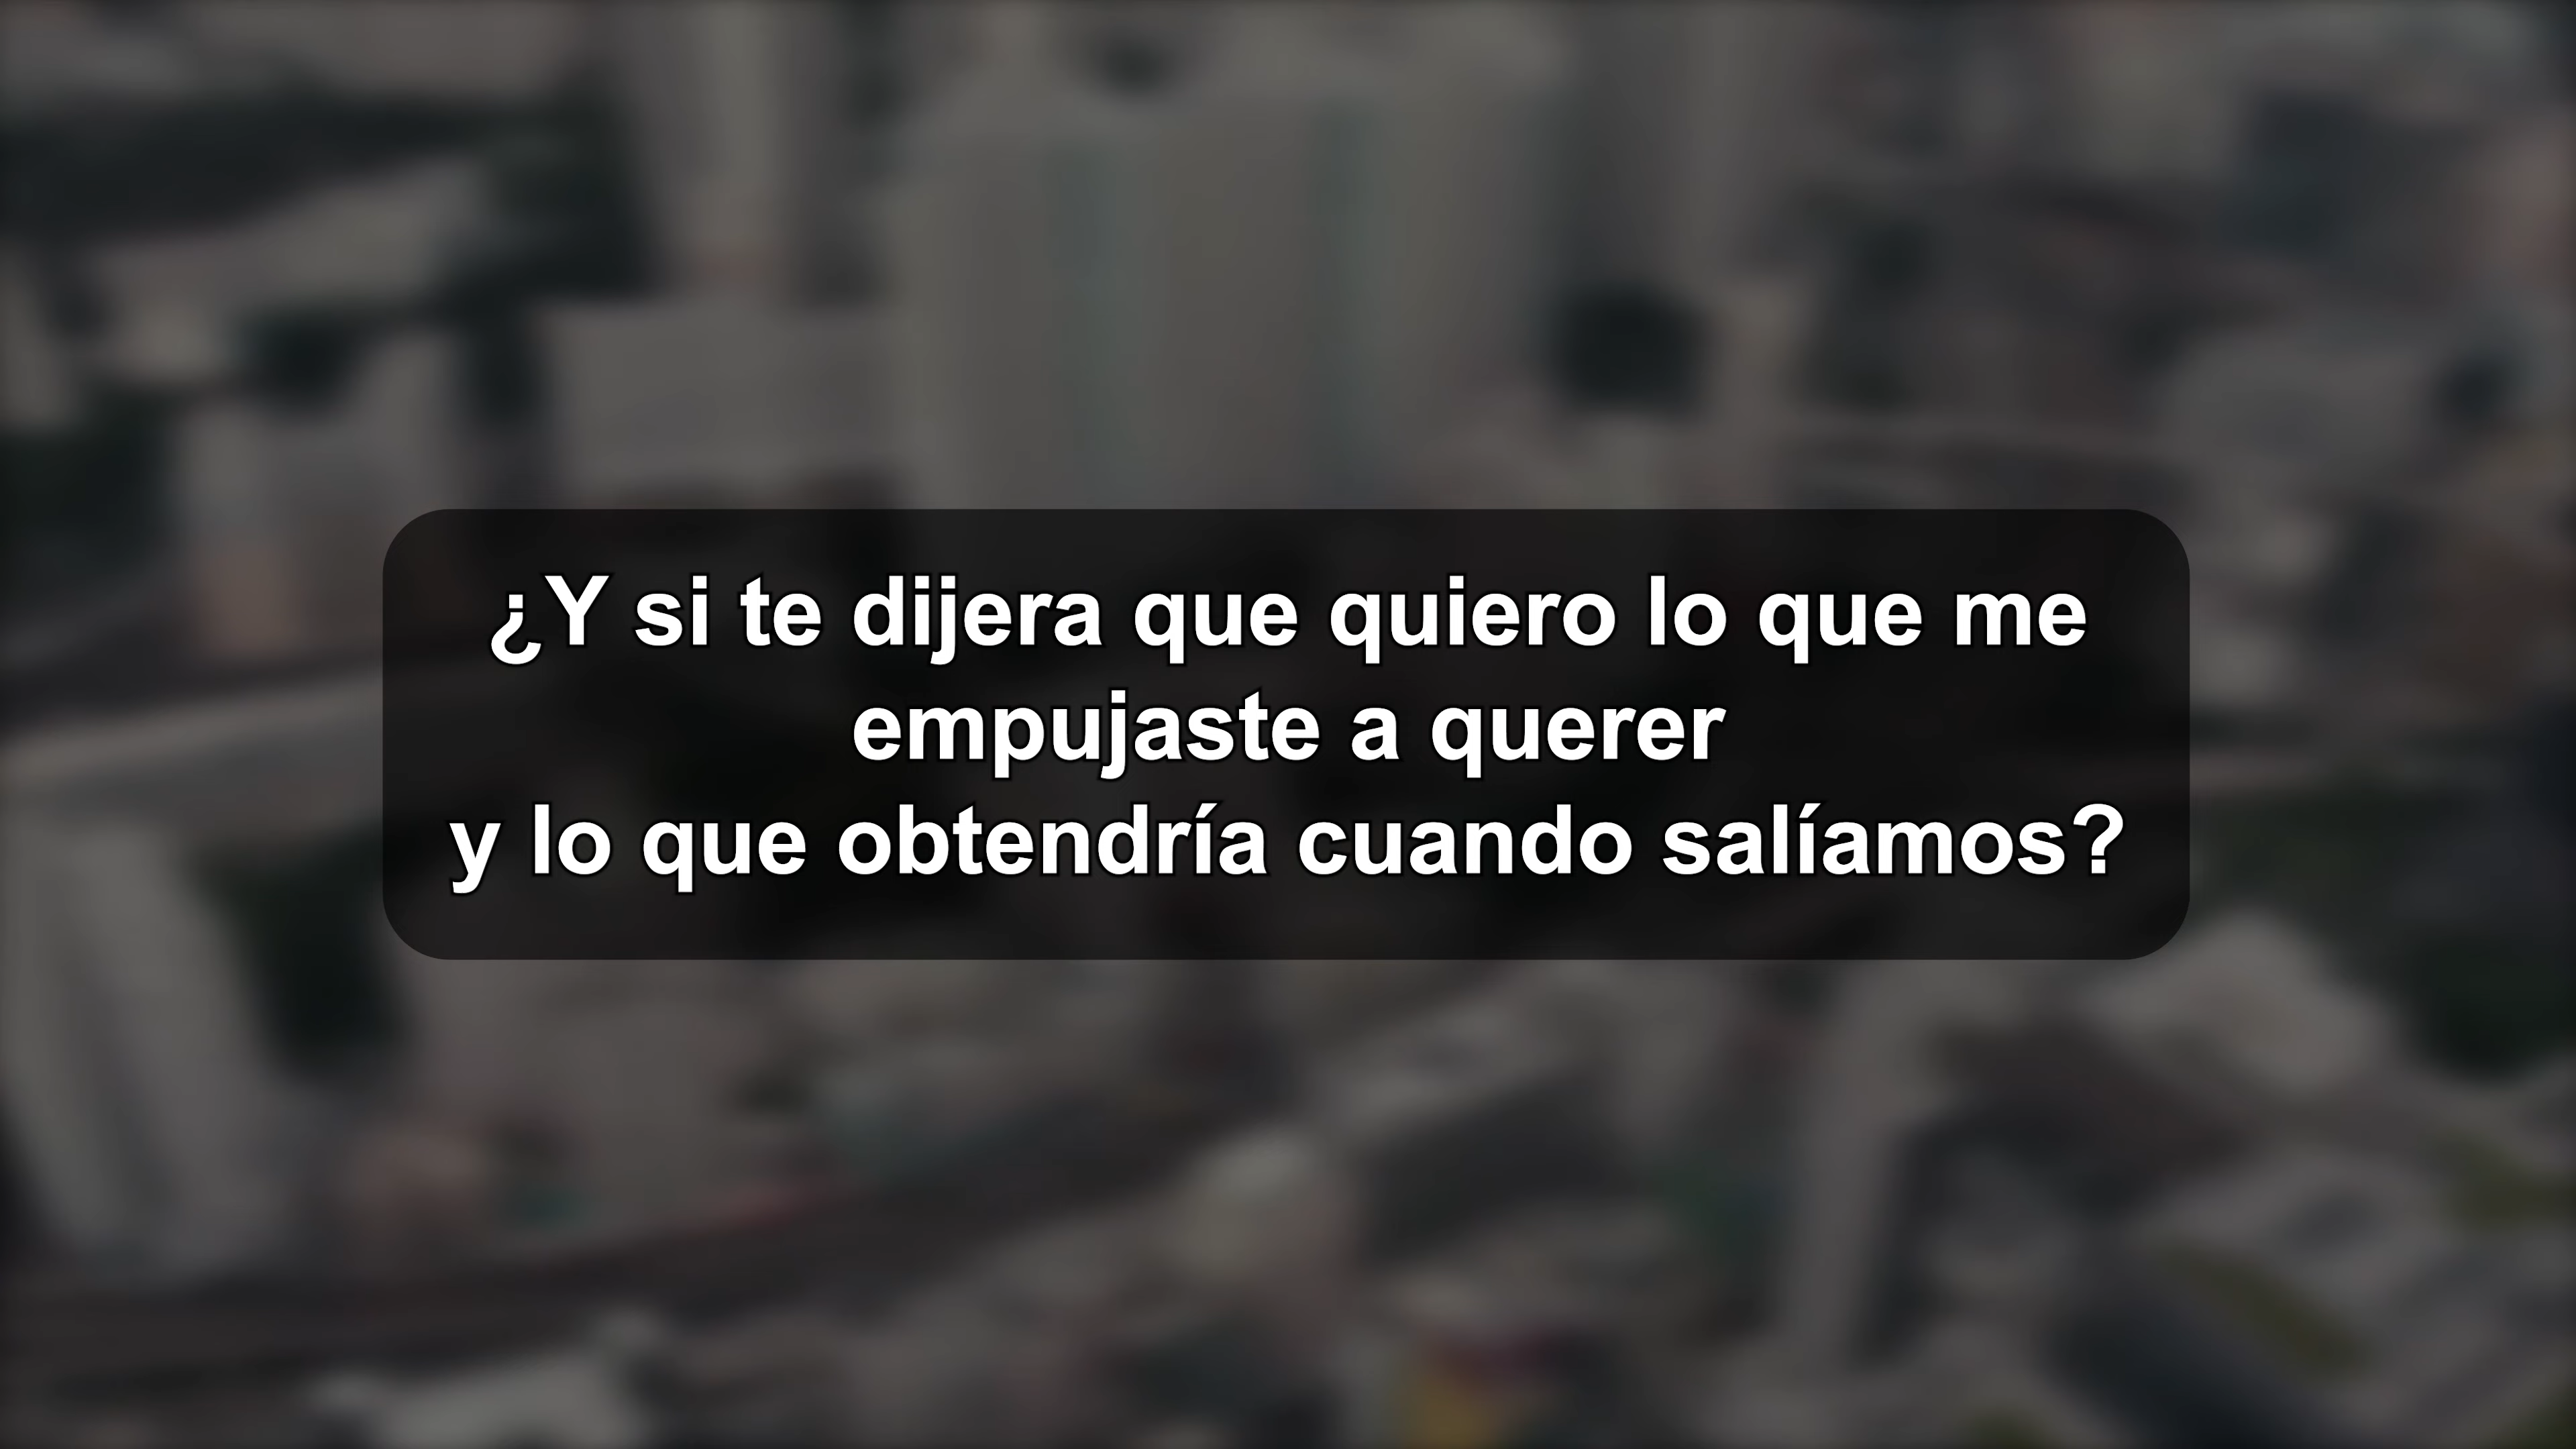 ¿Y si te dijera que quiero lo que me
empujaste a querer
y lo que obtendría cuando salíamos?